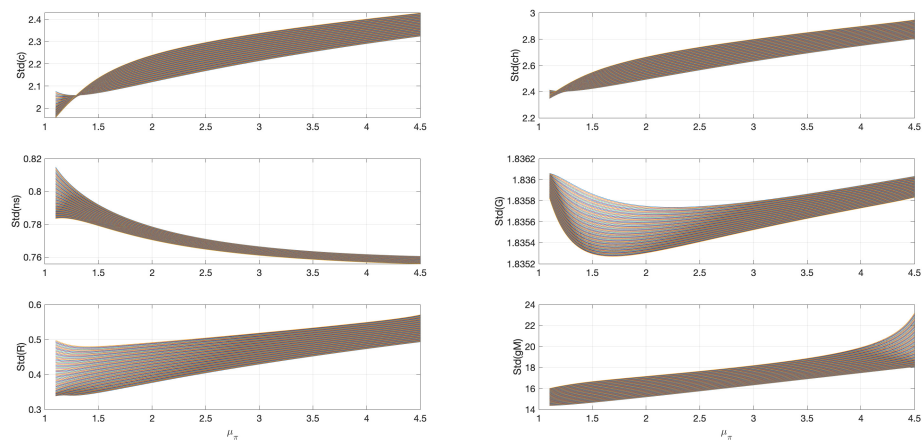 2.4
2.3
2.2
2.1
2
Std(c)
1 1.5 2 2.5 3 3.5 4 4.5
3
2.8
2.6
2.4
2.2
Std(ch)
1 1.5 2 2.5 3 3.5 4 4.5
0.82
0.8
0.78
0.76
Std(ns)
1 1.5 2 2.5 3 3.5 4 4.5
1.8362
1.836
1.8358
1.8356
1.8354
1.8352
Std(G)
1 1.5 2 2.5 3 3.5 4 4.5
0.6
0.5
0.4
0.3
Std(R)
1 1.5 2 2.5 3 3.5 4 4.5
μπ
24
22
20
18
16
14
Std(gM)
1 1.5 2 2.5 3 3.5 4 4.5
μπ